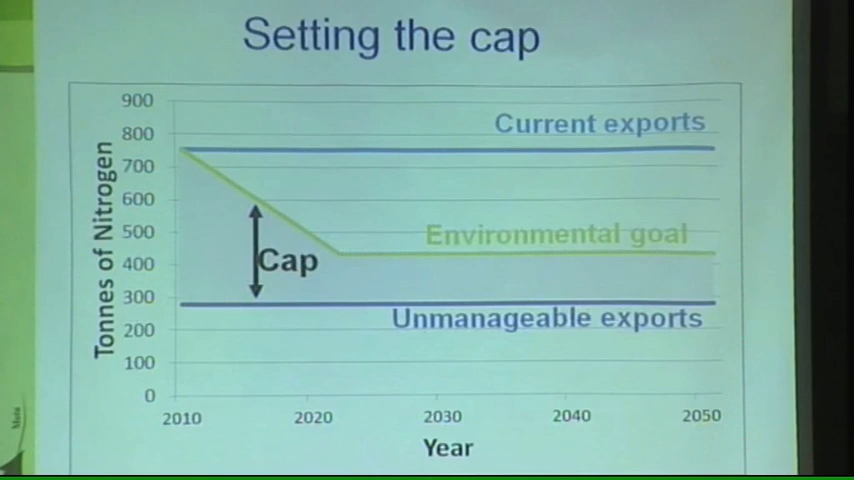 Setting the cap
900
800
700
600
500
400
300
200
100
0
Tonnes of Nitrogen
Current exports
Environmental goal
Cap
Unmanageable exports
2010 2020 2030 2040 2050
Year